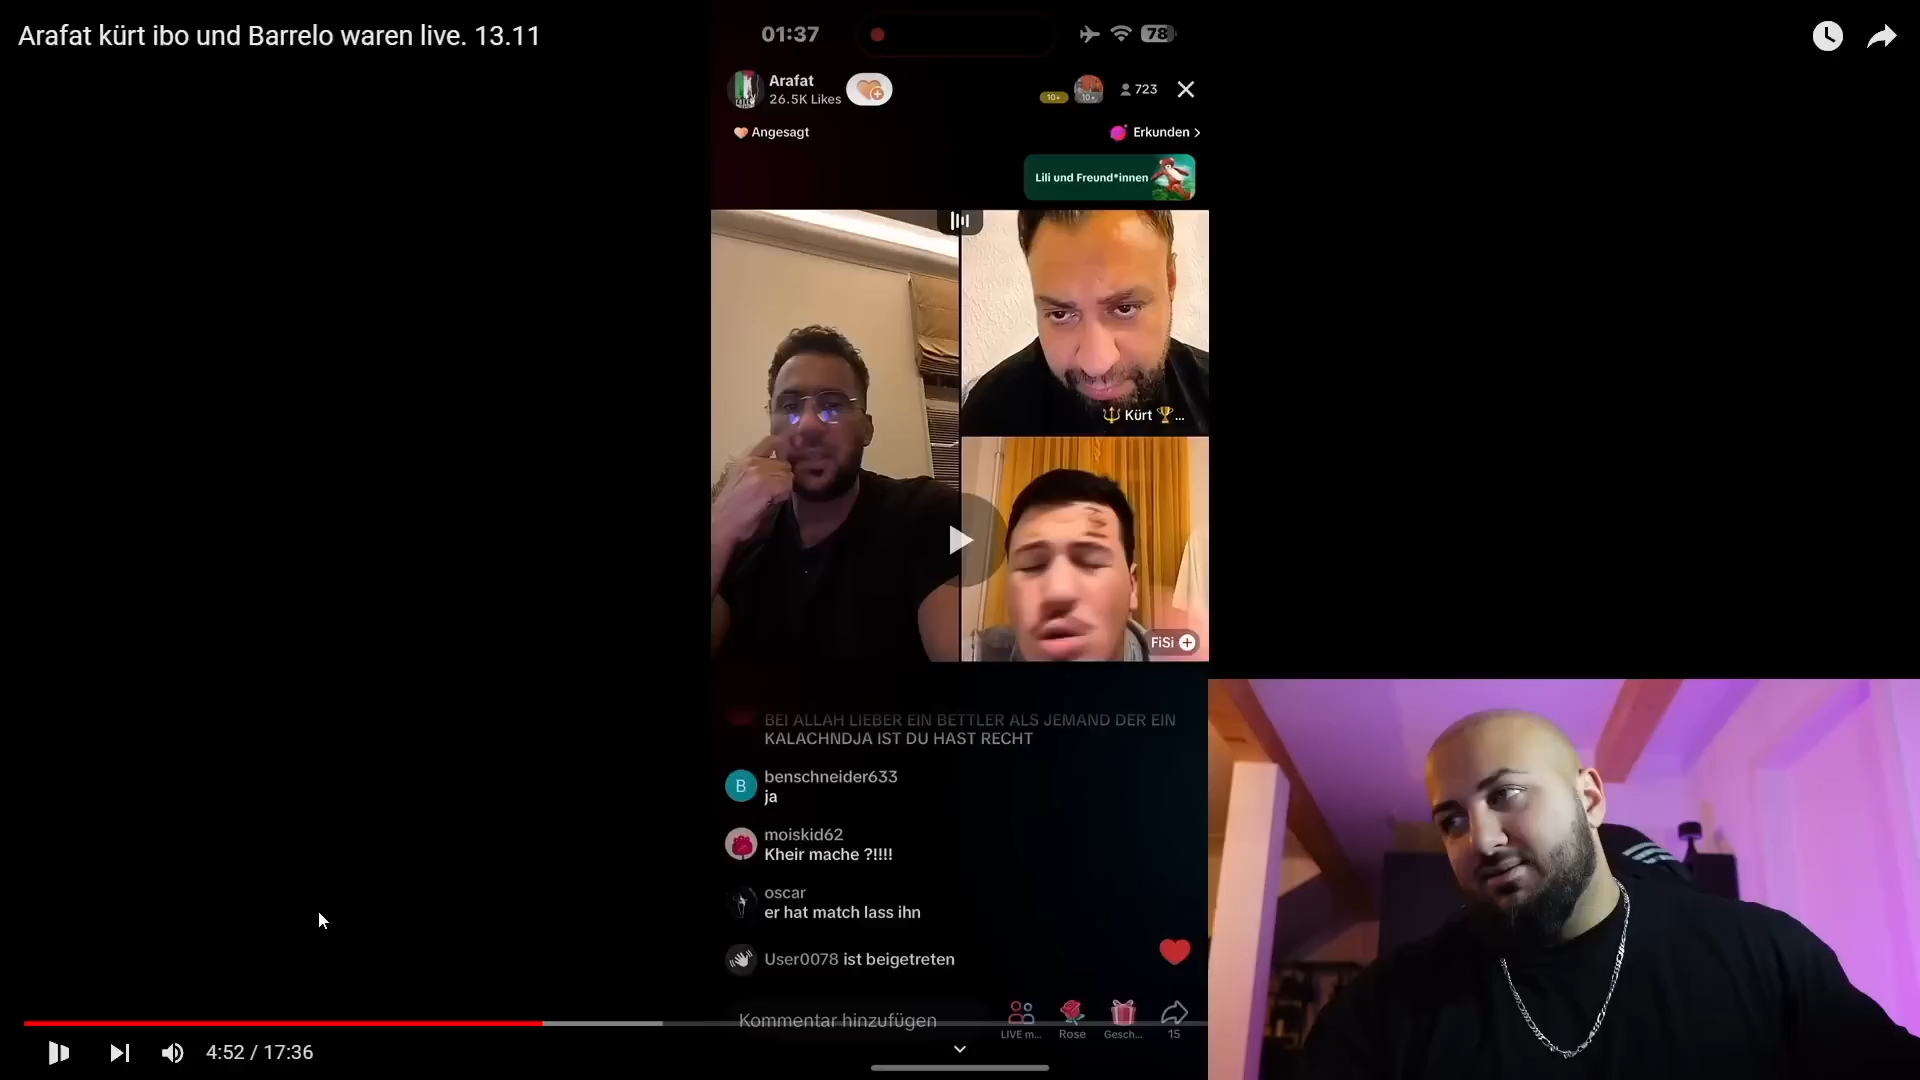 Arafat kürt ibo und Barrelo waren live. 13.11
01:37
78
Arafat
26.5K Likes
10+
10+
723
Angesagt
Erkunden >
Lili und Freund*innen
Kürt 🏆...
FiSi
BEI ALLAH LIEBER EIN BETTLER ALS JEMAND DER EIN
KALACHNDJA IST DU HAST RECHT
B
benschneider633
ja
moiskid62
Kheir mache ?!!!!
oscar
er hat match lass ihn
User0078 ist beigetreten
Kommentar hinzufügen
LIVE m...
Rose
Gesch...
15
4:52 / 17:36